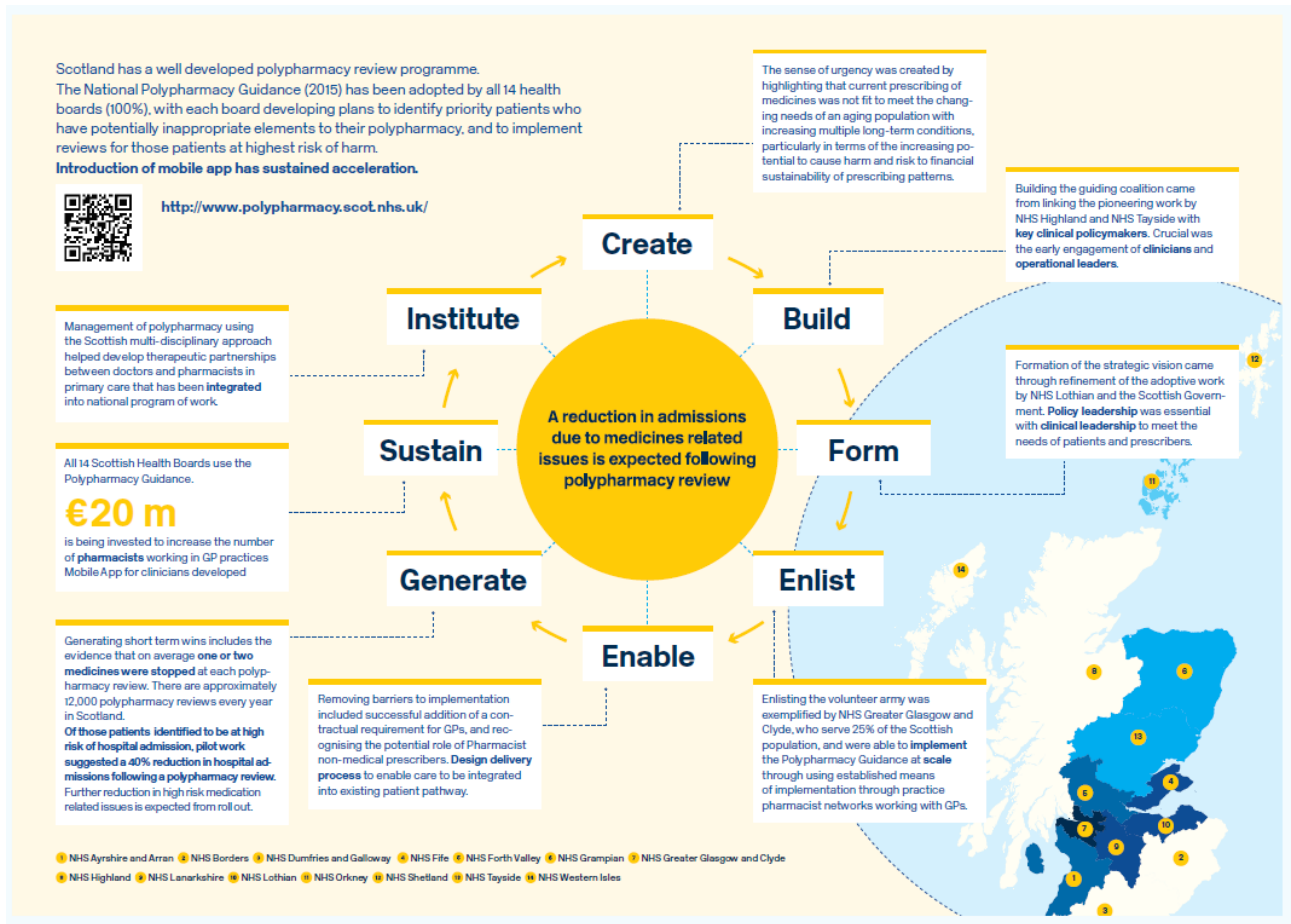 Scotland has a well developed polypharmacy review programme.
The National Polypharmacy Guidance (2015) has been adopted by all 14 health
boards (100%), with each board developing plans to identify priority patients who
have potentially inappropriate elements to their polypharmacy, and to implement
reviews for those patients at highest risk of harm.
Introduction of mobile app has sustained acceleration.
http://www.polypharmacy.scot.nhs.uk/
The sense of urgency was created by
highlighting that current prescribing of
medicines was not fit to meet the chang-
ing needs of an aging population with
increasing multiple long-term conditions,
particularly in terms of the increasing po-
tential to cause harm and risk to financial
sustainability of prescribing patterns.
Building the guiding coalition came
from linking the pioneering work by
NHS Highland and NHS Tayside with
key clinical policymakers. Crucial was
the early engagement of clinicians and
operational leaders.
Formation of the strategic vision came
through refinement of the adoptive work
by NHS Lothian and the Scottish Govern-
ment. Policy leadership was essential
with clinical leadership to meet the
needs of patients and prescribers.
Create
Build
Form
Enlist
Enable
Generate
Sustain
Institute
A reduction in admissions
due to medicines related
issues is expected following
polypharmacy review
Management of polypharmacy using
the Scottish multi-disciplinary approach
helped develop therapeutic partnerships
between doctors and pharmacists in
primary care that has been integrated
into national program of work.
All 14 Scottish Health Boards use the
Polypharmacy Guidance.
€20 m
is being invested to increase the number
of pharmacists working in GP practices
Mobile App for clinicians developed
Generating short term wins includes the
evidence that on average one or two
medicines were stopped at each polyp-
harmacy review. There are approximately
12,000 polypharmacy reviews every year
in Scotland.
Of those patients identified to be at high
risk of hospital admission, pilot work
suggested a 40% reduction in hospital ad-
missions following a polypharmacy review.
Further reduction in high risk medication
related issues is expected from roll out.
Removing barriers to implementation
included successful addition of a con-
tractual requirement for GPs, and rec-
ognising the potential role of Pharmacist
non-medical prescribers. Design delivery
process to enable care to be integrated
into existing patient pathway.
Enlisting the volunteer army was
exemplified by NHS Greater Glasgow and
Clyde, who serve 25% of the Scottish
population, and were able to implement
the Polypharmacy Guidance at scale
through using established means
of implementation through practice
pharmacist networks working with GPs.
12
11
14
8
6
13
4
5
7
10
9
2
1
3
1 NHS Ayrshire and Arran 2 NHS Borders 3 NHS Dumfries and Galloway 4 NHS Fife 5 NHS Forth Valley 6 NHS Grampian 7 NHS Greater Glasgow and Clyde
8 NHS Highland 9 NHS Lanarkshire 10 NHS Lothian 11 NHS Orkney 12 NHS Shetland 13 NHS Tayside 14 NHS Western Isles